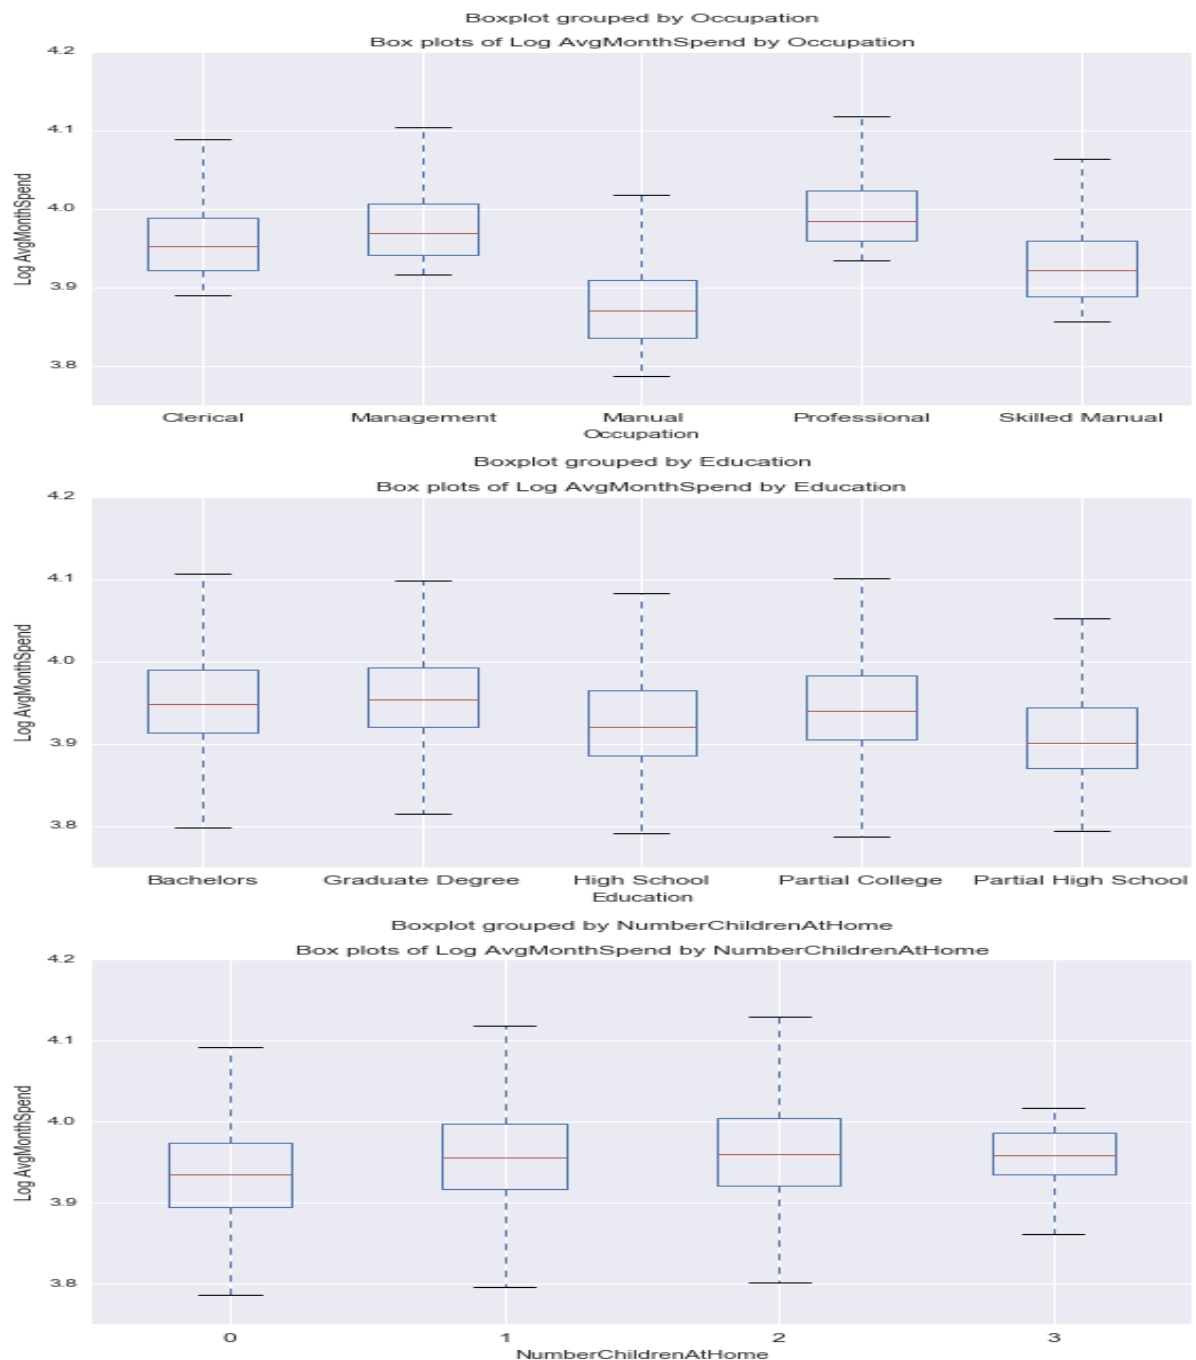 Boxplot grouped by Occupation
Box plots of Log AvgMonthSpend by Occupation
4.2
4.1
4.0
3.9
3.8
Log AvgMonthSpend
Clerical Management Manual Professional Skilled Manual
Occupation
Boxplot grouped by Education
Box plots of Log AvgMonthSpend by Education
4.2
4.1
4.0
3.9
3.8
Log AvgMonthSpend
Bachelors Graduate Degree High School Partial College Partial High School
Education
Boxplot grouped by NumberChildrenAtHome
Box plots of Log AvgMonthSpend by NumberChildrenAtHome
4.2
4.1
4.0
3.9
3.8
Log AvgMonthSpend
0 1 2 3
NumberChildrenAtHome